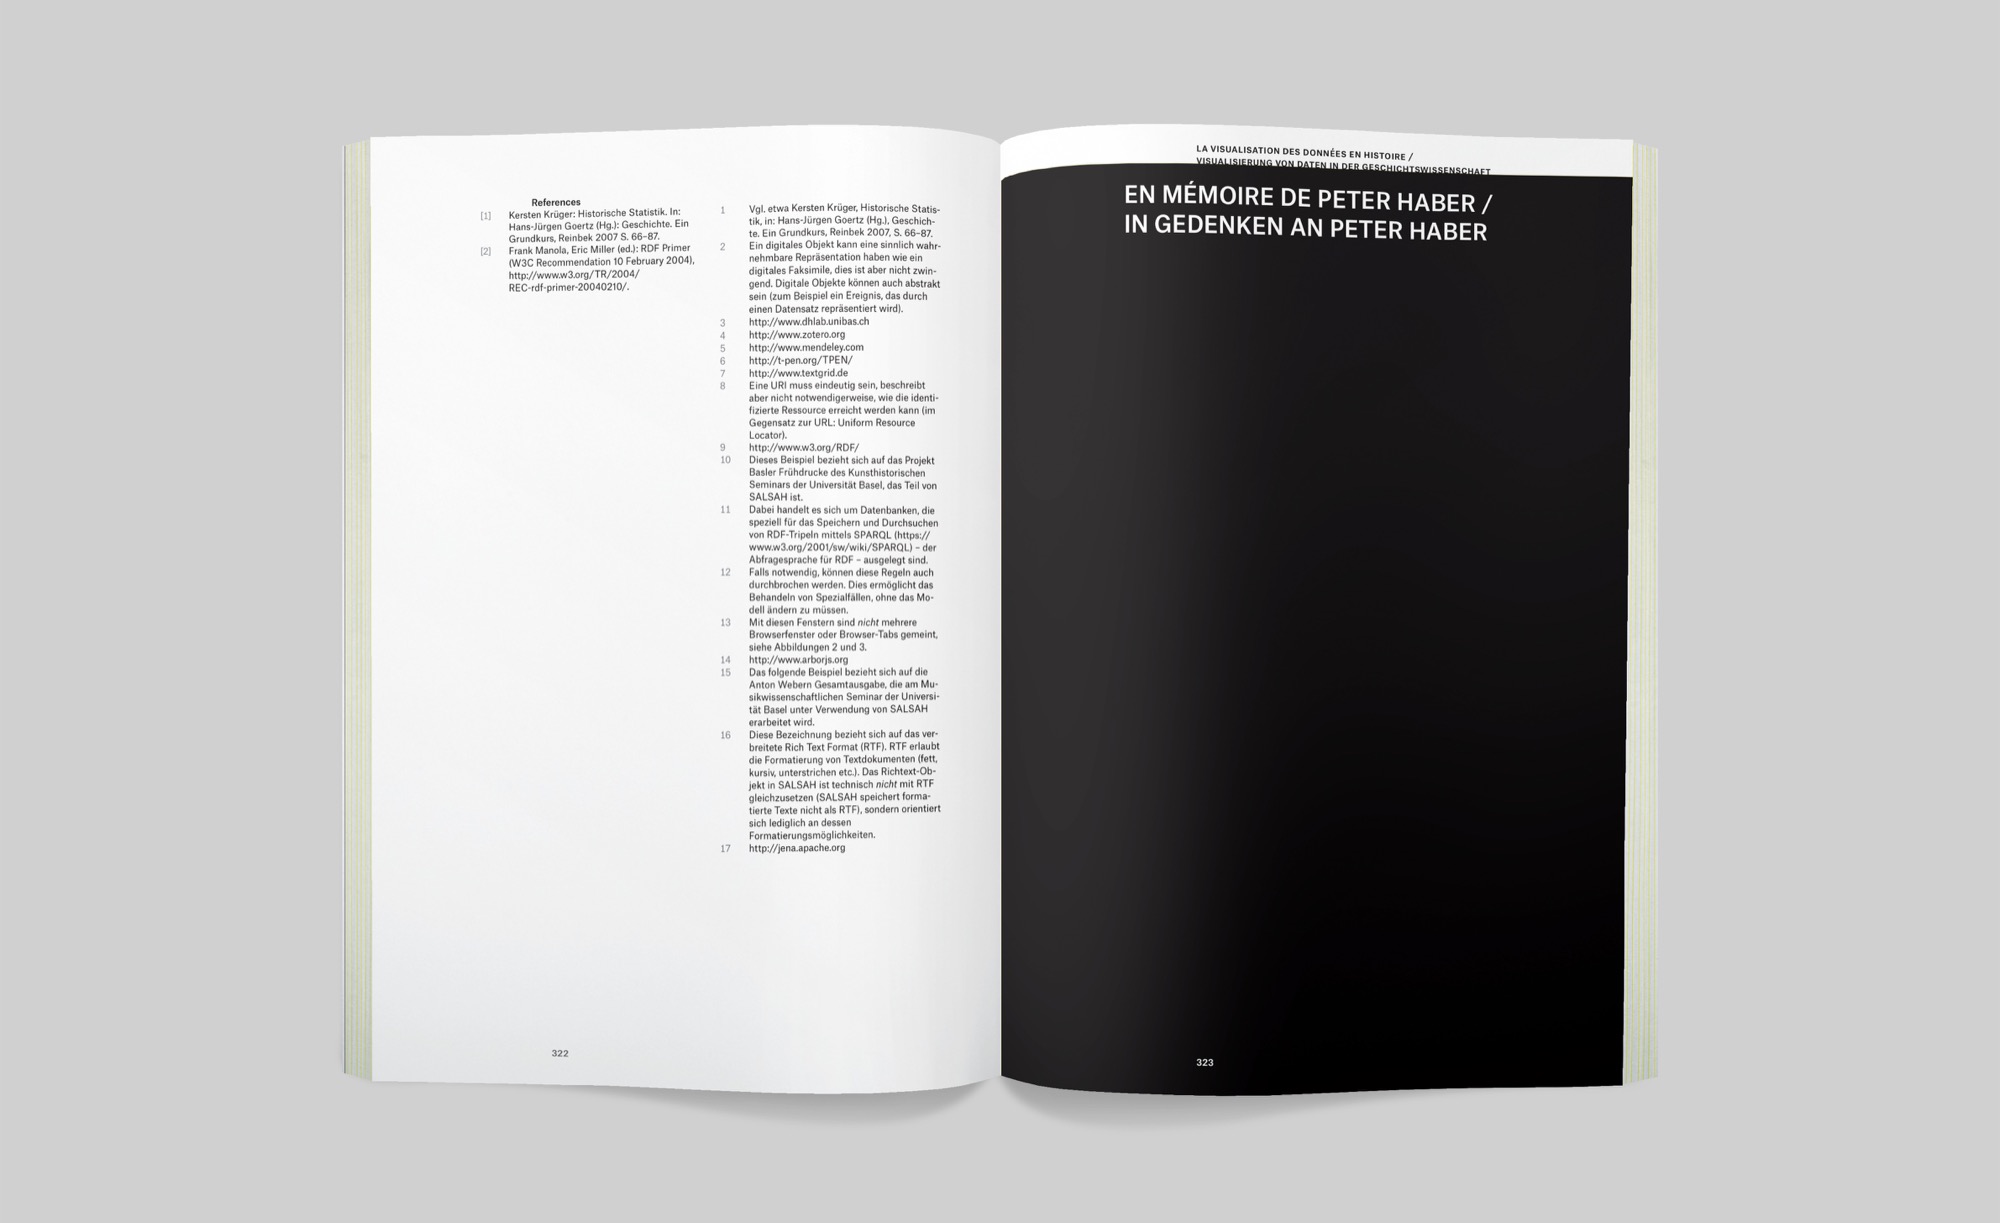 References
[1] Kersten Krüger: Historische Statistik. In:
Hans-Jürgen Goertz (Hg.): Geschichte. Ein
Grundkurs, Reinbek 2007 S. 66–87.
[2] Frank Manola, Eric Miller (ed.): RDF Primer
(W3C Recommendation 10 February 2004),
http://www.w3.org/TR/2004/
REC-rdf-primer-20040210/.
1 Vgl. etwa Kersten Krüger, Historische Statis-
tik, in: Hans-Jürgen Goertz (Hg.), Geschich-
te. Ein Grundkurs, Reinbek 2007, S. 66–87.
2 Ein digitales Objekt kann eine sinnlich wahr-
nehmbare Repräsentation haben wie ein
digitales Faksimile, dies ist aber nicht zwin-
gend. Digitale Objekte können auch abstrakt
sein (zum Beispiel ein Ereignis, das durch
einen Datensatz repräsentiert wird).
3 http://www.dhlab.unibas.ch
4 http://www.zotero.org
5 http://www.mendeley.com
6 http://t-pen.org/TPEN/
7 http://www.textgrid.de
8 Eine URI muss eindeutig sein, beschreibt
aber nicht notwendigerweise, wie die identi-
fizierte Ressource erreicht werden kann (im
Gegensatz zur URL: Uniform Resource
Locator).
9 http://www.w3.org/RDF/
10 Dieses Beispiel bezieht sich auf das Projekt
Basler Frühdrucke des Kunsthistorischen
Seminars der Universität Basel, das Teil von
SALSAH ist.
11 Dabei handelt es sich um Datenbanken, die
speziell für das Speichern und Durchsuchen
von RDF-Tripeln mittels SPARQL (https://
www.w3.org/2001/sw/wiki/SPARQL) – der
Abfragesprache für RDF – ausgelegt sind.
12 Falls notwendig, können diese Regeln auch
durchbrochen werden. Dies ermöglicht das
Behandeln von Spezialfällen, ohne das Mo-
dell ändern zu müssen.
13 Mit diesen Fenstern sind nicht mehrere
Browserfenster oder Browser-Tabs gemeint,
siehe Abbildungen 2 und 3.
14 http://www.arborjs.org
15 Das folgende Beispiel bezieht sich auf die
Anton Webern Gesamtausgabe, die am Mu-
sikwissenschaftlichen Seminar der Universi-
tät Basel unter Verwendung von SALSAH
erarbeitet wird.
16 Diese Bezeichnung bezieht sich auf das ver-
breitete Rich Text Format (RTF). RTF erlaubt
die Formatierung von Textdokumenten (fett,
kursiv, unterstrichen etc.). Das Richtext-Ob-
jekt in SALSAH ist technisch nicht mit RTF
gleichzusetzen (SALSAH speichert forma-
tierte Texte nicht als RTF), sondern orientiert
sich lediglich an dessen
Formatierungsmöglichkeiten.
17 http://jena.apache.org
322
LA VISUALISATION DES DONNÉES EN HISTOIRE /
VISUALISIERUNG VON DATEN IN DER GESCHICHTSWISSENSCHAFT
EN MÉMOIRE DE PETER HABER /
IN GEDENKEN AN PETER HABER
323